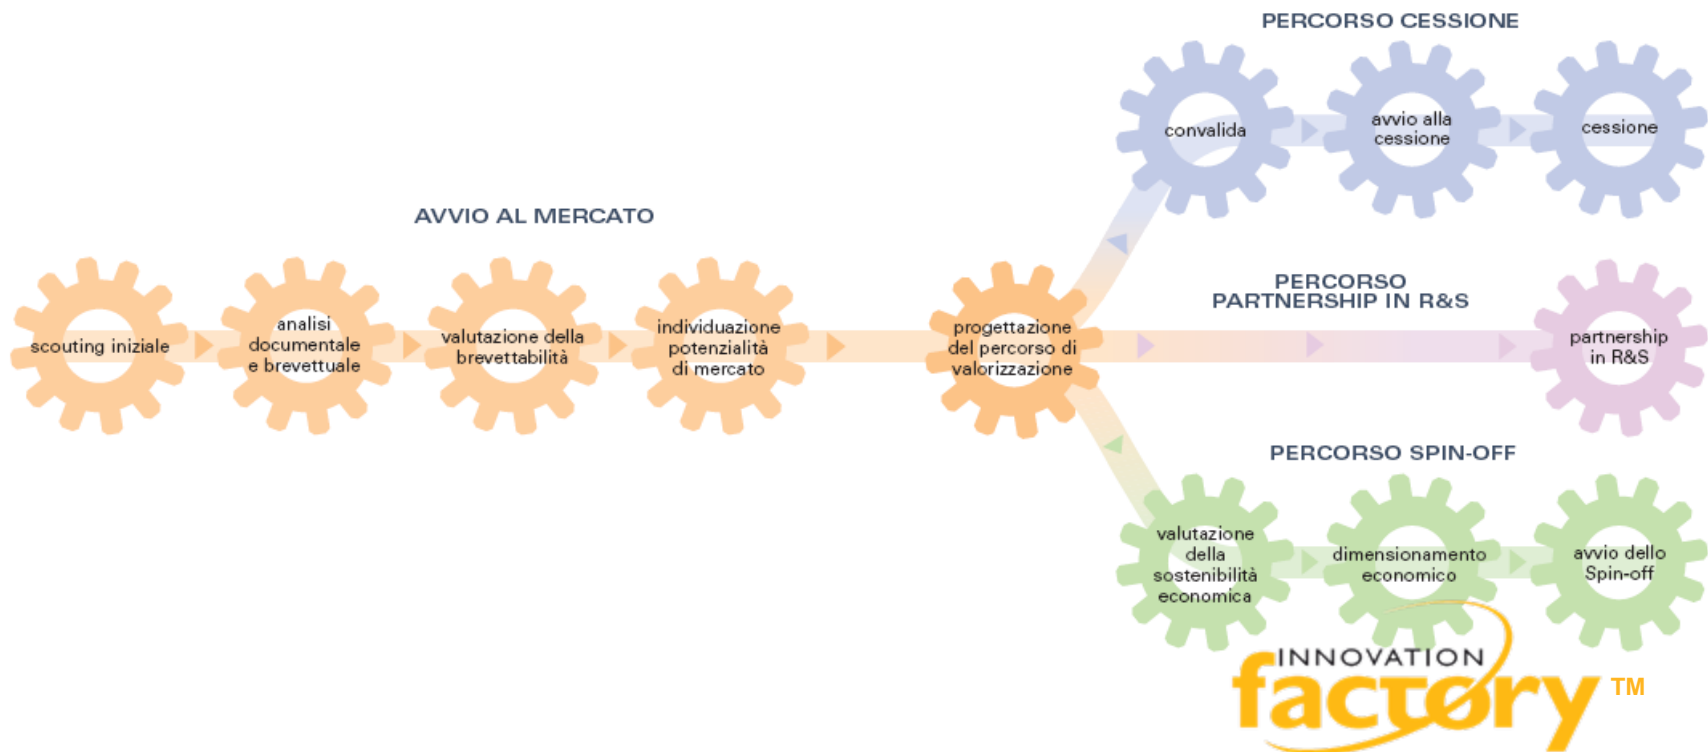 PERCORSO CESSIONE
convalida
avvio alla
cessione
cessione
AVVIO AL MERCATO
scouting iniziale
analisi
documentale
e brevettuale
valutazione della
brevettabilità
individuazione
potenzialità
di mercato
progettazione
del percorso di
valorizzazione
PERCORSO
PARTNERSHIP IN R&S
partnership
in R&S
PERCORSO SPIN-OFF
valutazione
della
sostenibilità
economica
dimensionamento
economico
avvio dello
Spin-off
INNOVATION
factory TM